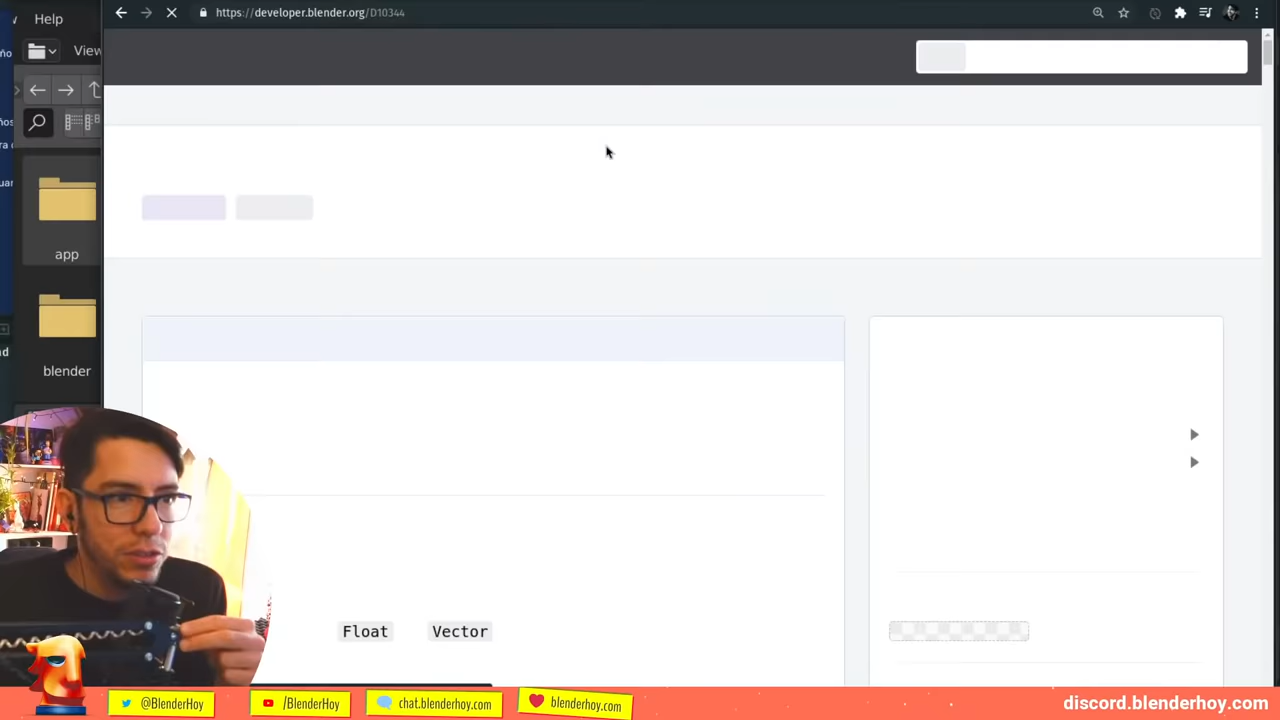 Help
https://developer.blender.org/D10344
View
app
blender
Float Vector
@BlenderHoy
/BlenderHoy
chat.blenderhoy.com
blenderhoy.com
discord.blenderhoy.com